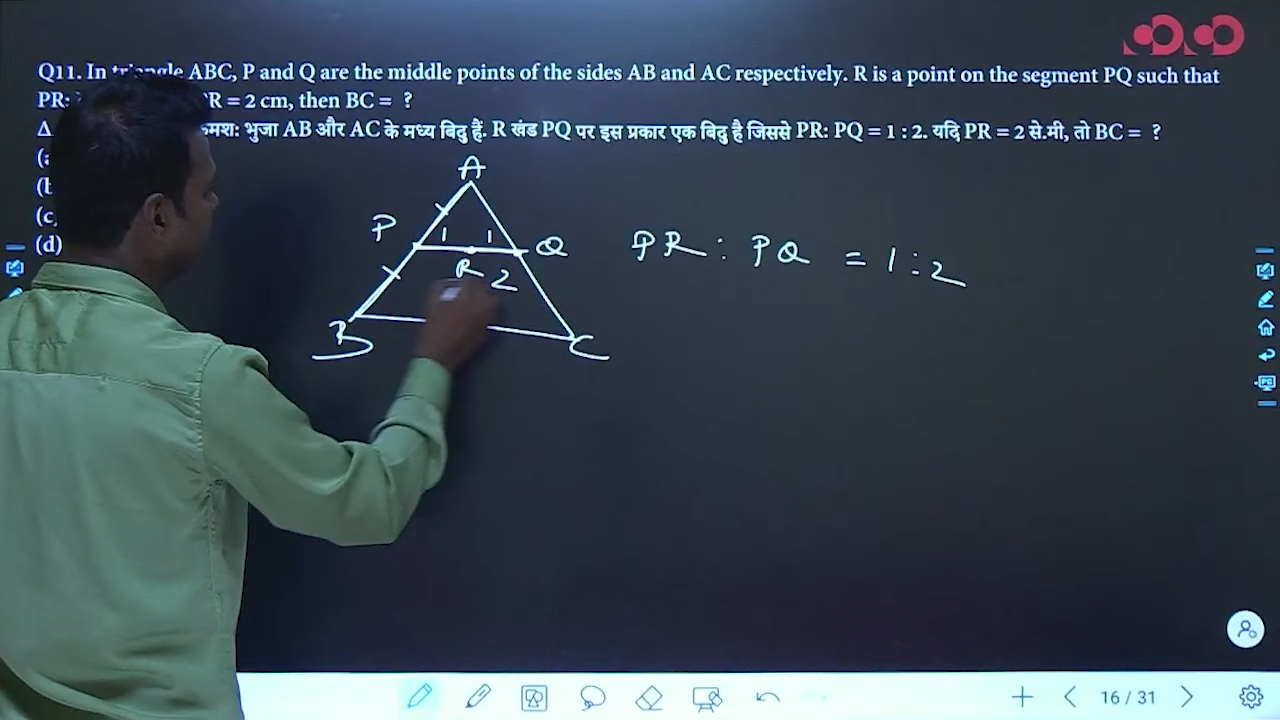 Q11. In triangle ABC, P and Q are the middle points of the sides AB and AC respectively. R is a point on the segment PQ such that
PR: R = 2 cm, then BC = ?
Δ भुजा AB और AC के मध्य बिंदु हैं. R खंड PQ पर इस प्रकार एक बिंदु है जिससे PR: PQ = 1 : 2. यदि PR = 2 से.मी, तो BC = ?
(a
(b
(c
(d)
A
P 1 1 Q
R 2
B C
PR : PQ = 1 : 2
16 / 31